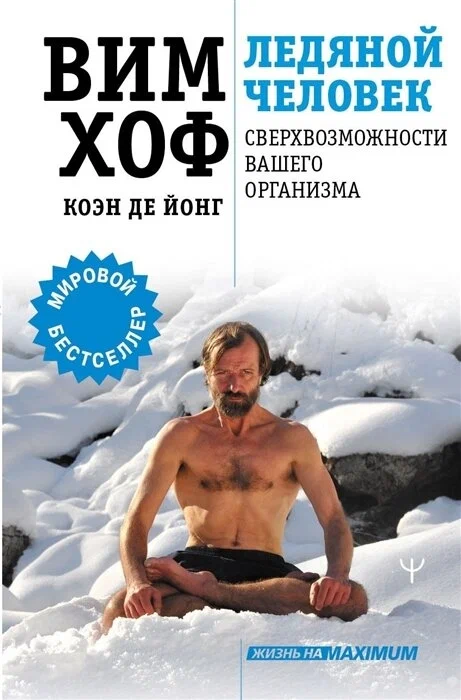 ВИМ
ХОФ
КОЭН ДЕ ЙОНГ
ЛЕДЯНОЙ
ЧЕЛОВЕК
СВЕРХВОЗМОЖНОСТИ
ВАШЕГО
ОРГАНИЗМА
МИРОВОЙ
БЕСТСЕЛЛЕР
Ψ
ЖИЗНЬ НА MAXIMUM